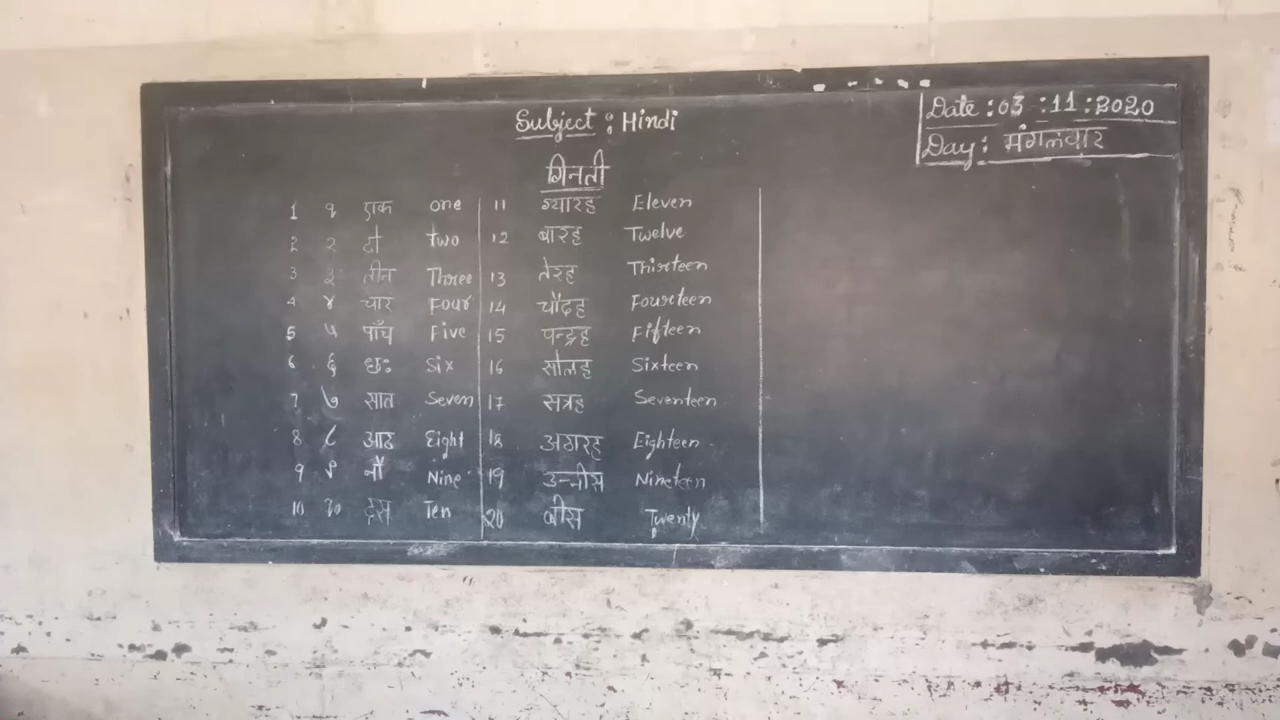 Subject : Hindi
Date : 03 : 11 : 2020
Day : मंगलवार
गिनती
1 १ एक one 11 ग्यारह Eleven
2 २ दो two 12 बारह Twelve
3 ३ तीन Three 13 तेरह Thirteen
4 ४ चार Four 14 चौदह Fourteen
5 ५ पाँच Five 15 पन्द्रह Fifteen
6 ६ छः Six 16 सोलह Sixteen
7 ७ सात Seven 17 सत्रह Seventeen
8 ८ आठ Eight 18 अठारह Eighteen
9 ९ नौ Nine 19 उन्नीस Nineteen
10 १० दस Ten 20 बीस Twenty